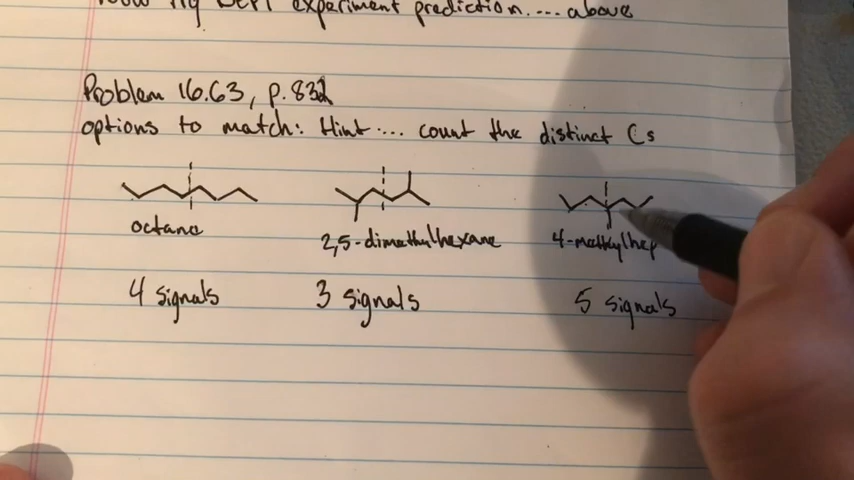 experiment prediction.... above
Problem 16.63, p.832
options to match: Hint.... count the distinct Cs
octane
2,5-dimethylhexane
4-methylhep
4 signals
3 signals
5 signals